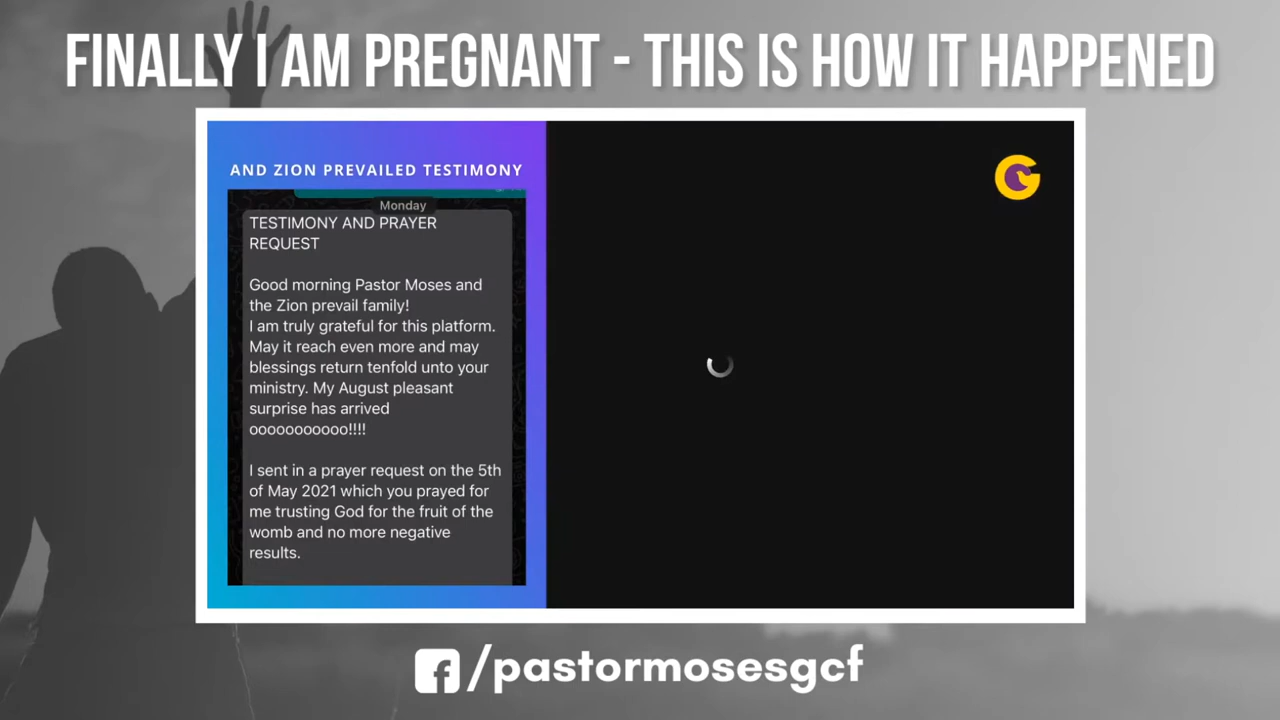 FINALLY I AM PREGNANT - THIS IS HOW IT HAPPENED
AND ZION PREVAILED TESTIMONY
Monday
TESTIMONY AND PRAYER
REQUEST
Good morning Pastor Moses and
the Zion prevail family!
I am truly grateful for this platform.
May it reach even more and may
blessings return tenfold unto your
ministry. My August pleasant
surprise has arrived
ooooooooooo!!!!
I sent in a prayer request on the 5th
of May 2021 which you prayed for
me trusting God for the fruit of the
womb and no more negative
results.
/pastormosesgcf